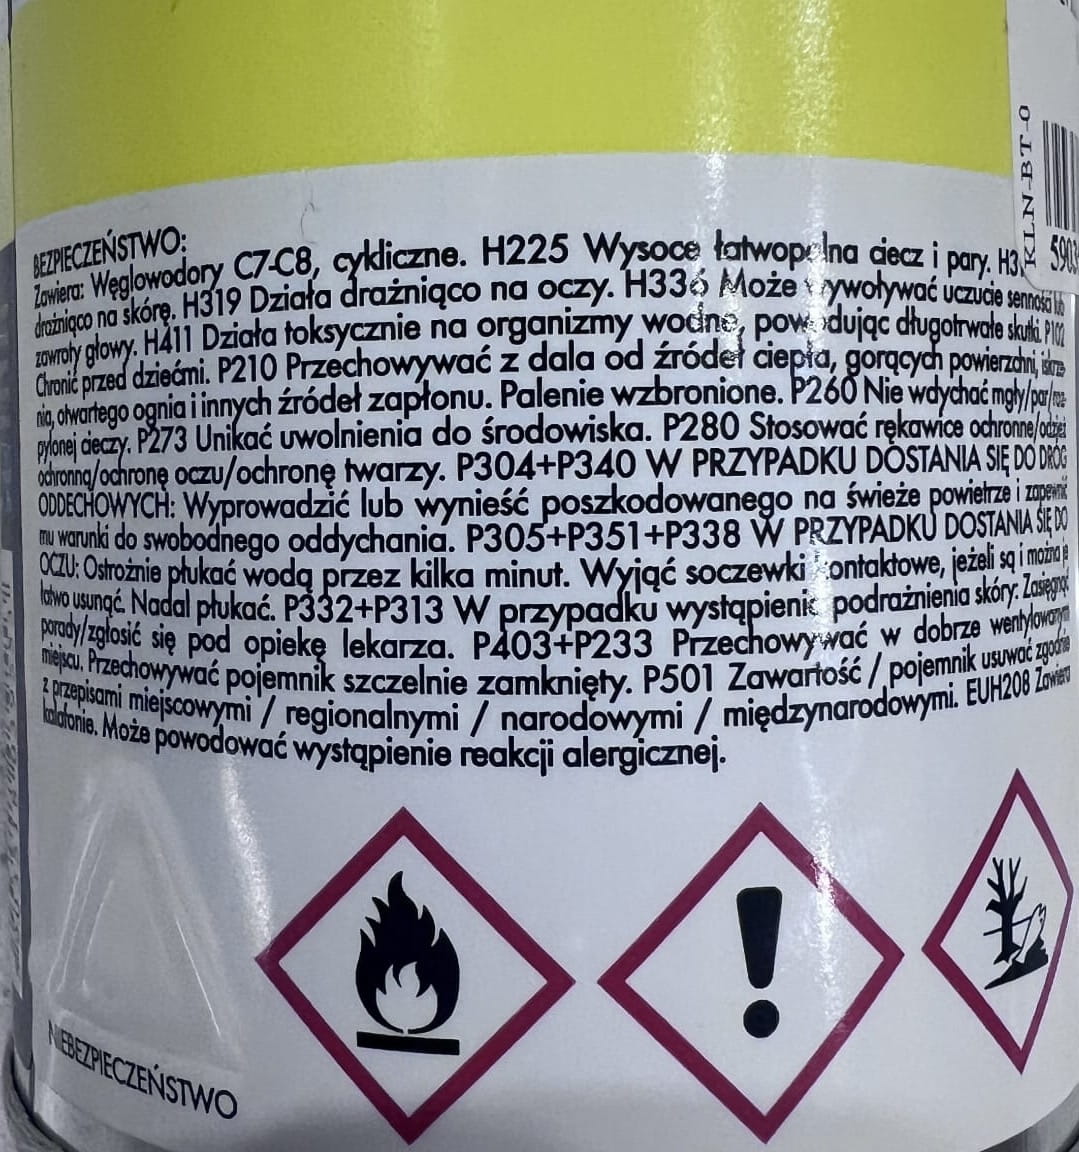 BEZPIECZEŃSTWO:
Zawiera: Węglowodory C7-C8, cykliczne. H225 Wysoce łatwopalna ciecz i pary. H3
drażniąco na skórę. H319 Działa drażniąco na oczy. H336 Może wywoływać uczucie senności lub
zawroty głowy. H411 Działa toksycznie na organizmy wodne, powodując długotrwałe skutki. P102
Chronić przed dziećmi. P210 Przechowywać z dala od źródeł ciepła, gorących powierzchni, iskrze-
nia, otwartego ognia i innych źródeł zapłonu. Palenie wzbronione. P260 Nie wdychać mgły/par/roz-
pylonej cieczy. P273 Unikać uwolnienia do środowiska. P280 Stosować rękawice ochronne/odzież
ochronną/ochronę oczu/ochronę twarzy. P304+P340 W PRZYPADKU DOSTANIA SIĘ DO DRÓG
ODDECHOWYCH: Wyprowadzić lub wynieść poszkodowanego na świeże powietrze i zapewnić
mu warunki do swobodnego oddychania. P305+P351+P338 W PRZYPADKU DOSTANIA SIĘ DO
OCZU: Ostrożnie płukać wodą przez kilka minut. Wyjąć soczewki kontaktowe, jeżeli są i można je
łatwo usunąć. Nadal płukać. P332+P313 W przypadku wystąpienia podrażnienia skóry: Zasięgnąć
porady/zgłosić się pod opiekę lekarza. P403+P233 Przechowywać w dobrze wentylowanym
miejscu. Przechowywać pojemnik szczelnie zamknięty. P501 Zawartość / pojemnik usuwać zgodnie
z przepisami miejscowymi / regionalnymi / narodowymi / międzynarodowymi. EUH208 Zawiera
kalafonie. Może powodować wystąpienie reakcji alergicznej.
NIEBEZPIECZEŃSTWO
KLN-BT-0
590